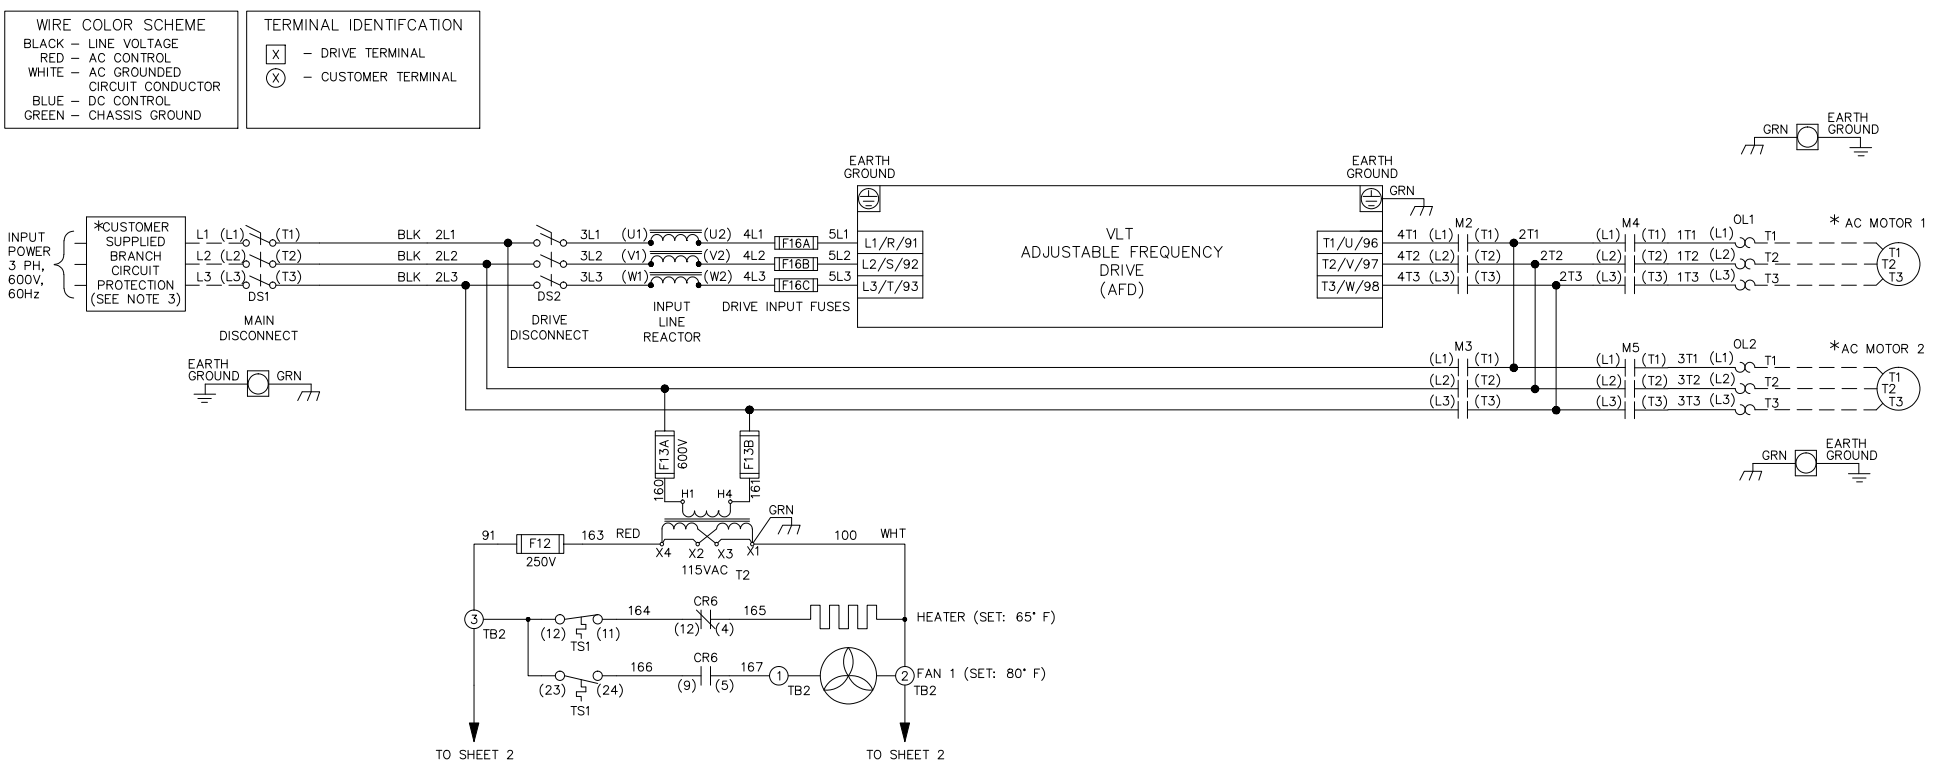 WIRE COLOR SCHEME
BLACK – LINE VOLTAGE
RED – AC CONTROL
WHITE – AC GROUNDED
CIRCUIT CONDUCTOR
BLUE – DC CONTROL
GREEN – CHASSIS GROUND
TERMINAL IDENTIFCATION
X – DRIVE TERMINAL
X – CUSTOMER TERMINAL
INPUT
POWER
3 PH,
600V,
60Hz
*CUSTOMER
SUPPLIED
BRANCH
CIRCUIT
PROTECTION
(SEE NOTE 3)
L1 (L1) (T1) BLK 2L1 3L1 (U1) (U2) 4L1 F16A 5L1 L1/R/91
L2 (L2) (T2) BLK 2L2 3L2 (V1) (V2) 4L2 F16B 5L2 L2/S/92
L3 (L3) (T3) BLK 2L3 3L3 (W1) (W2) 4L3 F16C 5L3 L3/T/93
DS1
MAIN
DISCONNECT
DS2
DRIVE
DISCONNECT
INPUT
LINE
REACTOR
DRIVE INPUT FUSES
EARTH
GROUND
GRN
EARTH
GROUND
VLT
ADJUSTABLE FREQUENCY
DRIVE
(AFD)
EARTH
GROUND
GRN
M2 M4 OL1 * AC MOTOR 1
T1/U/96 4T1 (L1) (T1) 2T1 (L1) (T1) 1T1 (L1) T1 T1
T2/V/97 4T2 (L2) (T2) 2T2 (L2) (T2) 1T2 (L2) T2 T2
T3/W/98 4T3 (L3) (T3) 2T3 (L3) (T3) 1T3 (L3) T3 T3
GRN
EARTH
GROUND
M3 M5 OL2 *AC MOTOR 2
(L1) (T1) (L1) (T1) 3T1 (L1) T1 T1
(L2) (T2) (L2) (T2) 3T2 (L2) T2 T2
(L3) (T3) (L3) (T3) 3T3 (L3) T3 T3
GRN
EARTH
GROUND
F13A
600V
F13B
160
H1 H4
161
GRN
91 F12 163 RED
250V
X4 X2 X3 X1
115VAC T2
100 WHT
3
TB2
(12) (11)
TS1
164
CR6
(12) (4)
165
HEATER (SET: 65° F)
(23) (24)
TS1
166
CR6
(9) (5)
167
1
TB2
2
TB2
FAN 1 (SET: 80° F)
TO SHEET 2
TO SHEET 2